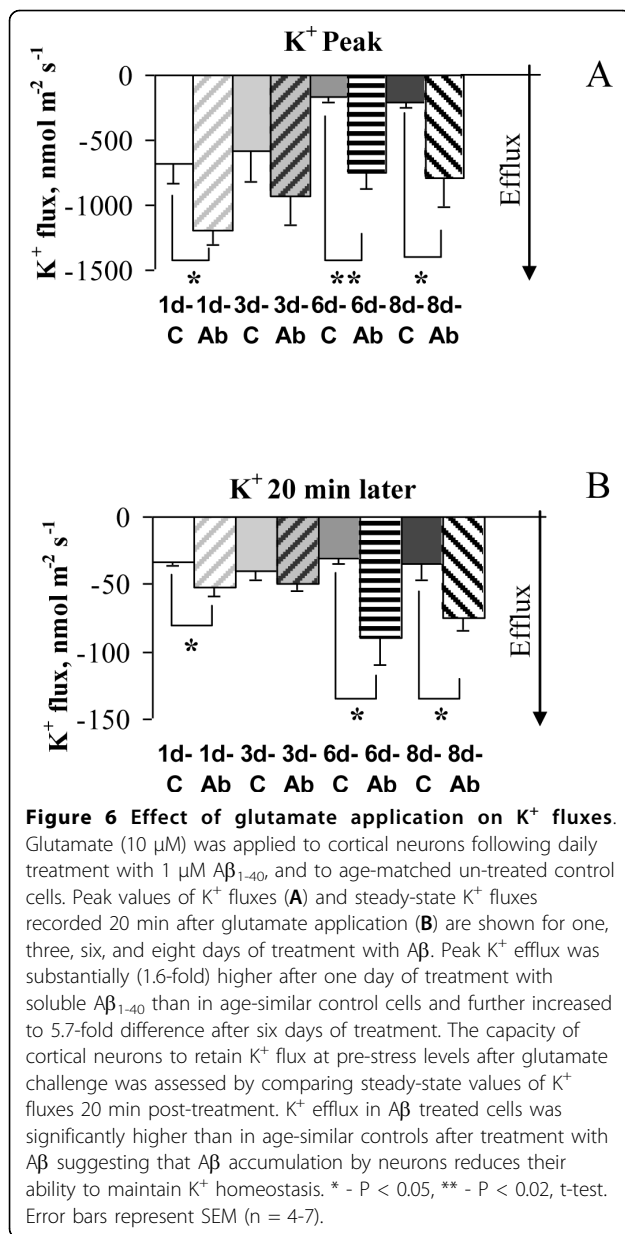 K⁺ Peak
A
0
-500
-1000
-1500
K⁺ flux, nmol m⁻² s⁻¹
Efflux
* ** *
1d- 1d- 3d- 3d- 6d- 6d- 8d- 8d-
C Ab C Ab C Ab C Ab
K⁺ 20 min later
B
0
-50
-100
-150
K⁺ flux, nmol m⁻² s⁻¹
Efflux
* * *
1d- 1d- 3d- 3d- 6d- 6d- 8d- 8d-
C Ab C Ab C Ab C Ab
Figure 6 Effect of glutamate application on K⁺ fluxes.
Glutamate (10 μM) was applied to cortical neurons following daily
treatment with 1 μM Aβ₁₋₄₀, and to age-matched un-treated control
cells. Peak values of K⁺ fluxes (A) and steady-state K⁺ fluxes
recorded 20 min after glutamate application (B) are shown for one,
three, six, and eight days of treatment with Aβ. Peak K⁺ efflux was
substantially (1.6-fold) higher after one day of treatment with
soluble Aβ₁₋₄₀ than in age-similar control cells and further increased
to 5.7-fold difference after six days of treatment. The capacity of
cortical neurons to retain K⁺ flux at pre-stress levels after glutamate
challenge was assessed by comparing steady-state values of K⁺
fluxes 20 min post-treatment. K⁺ efflux in Aβ treated cells was
significantly higher than in age-similar controls after treatment with
Aβ suggesting that Aβ accumulation by neurons reduces their
ability to maintain K⁺ homeostasis. * - P < 0.05, ** - P < 0.02, t-test.
Error bars represent SEM (n = 4-7).